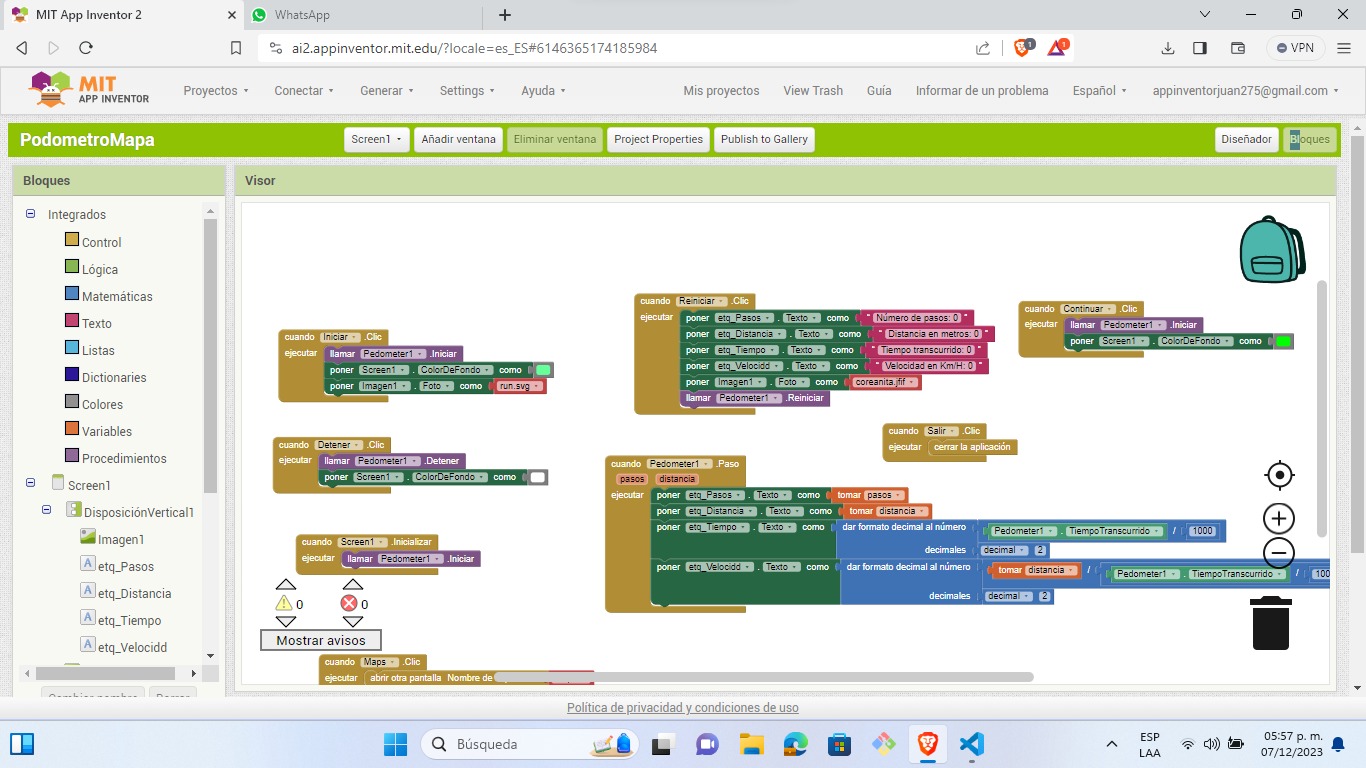 MIT App Inventor 2
WhatsApp
ai2.appinventor.mit.edu/?locale=es_ES#6146365174185984
1
1
VPN
MIT
APP INVENTOR
Proyectos
Conectar
Generar
Settings
Ayuda
Mis proyectos
View Trash
Guía
Informar de un problema
Español
appinventorjuan275@gmail.com
PodometroMapa
Screen1
Añadir ventana
Eliminar ventana
Project Properties
Publish to Gallery
Diseñador
Bloques
Bloques
Visor
Integrados
Control
Lógica
Matemáticas
Texto
Listas
Dictionaries
Colores
Variables
Procedimientos
Screen1
DisposiciónVertical1
Imagen1
etq_Pasos
etq_Distancia
etq_Tiempo
etq_Velocidd
Cambiar nombre
Borrar
cuando Iniciar .Clic
ejecutar llamar Pedometer1 .Iniciar
poner Screen1 . ColorDeFondo como
poner Imagen1 . Foto como run.svg
cuando Detener .Clic
ejecutar llamar Pedometer1 .Detener
poner Screen1 . ColorDeFondo como
cuando Screen1 .Inicializar
ejecutar llamar Pedometer1 .Iniciar
0
0
Mostrar avisos
cuando Maps .Clic
ejecutar abrir otra pantalla Nombre de
cuando Reiniciar .Clic
ejecutar poner etq_Pasos . Texto como " Número de pasos: 0 "
poner etq_Distancia . Texto como " Distancia en metros: 0 "
poner etq_Tiempo . Texto como " Tiempo transcurrido: 0 "
poner etq_Velocidd . Texto como " Velocidad en Km/H: 0 "
poner Imagen1 . Foto como coreanita.jfif
llamar Pedometer1 .Reiniciar
cuando Continuar .Clic
ejecutar llamar Pedometer1 .Iniciar
poner Screen1 . ColorDeFondo como
cuando Salir .Clic
ejecutar cerrar la aplicación
cuando Pedometer1 .Paso
pasos distancia
ejecutar poner etq_Pasos . Texto como tomar pasos
poner etq_Distancia . Texto como tomar distancia
poner etq_Tiempo . Texto como dar formato decimal al número Pedometer1 . TiempoTranscurrido / 1000
decimales decimal 2
poner etq_Velocidd . Texto como dar formato decimal al número tomar distancia / Pedometer1 . TiempoTranscurrido / 100
decimales decimal 2
Política de privacidad y condiciones de uso
Búsqueda
ESP
LAA
05:57 p. m.
07/12/2023